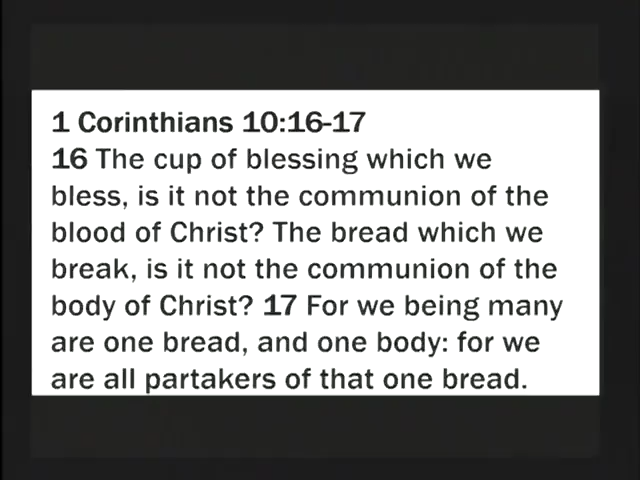 1 Corinthians 10:16-17
16 The cup of blessing which we
bless, is it not the communion of the
blood of Christ? The bread which we
break, is it not the communion of the
body of Christ? 17 For we being many
are one bread, and one body: for we
are all partakers of that one bread.